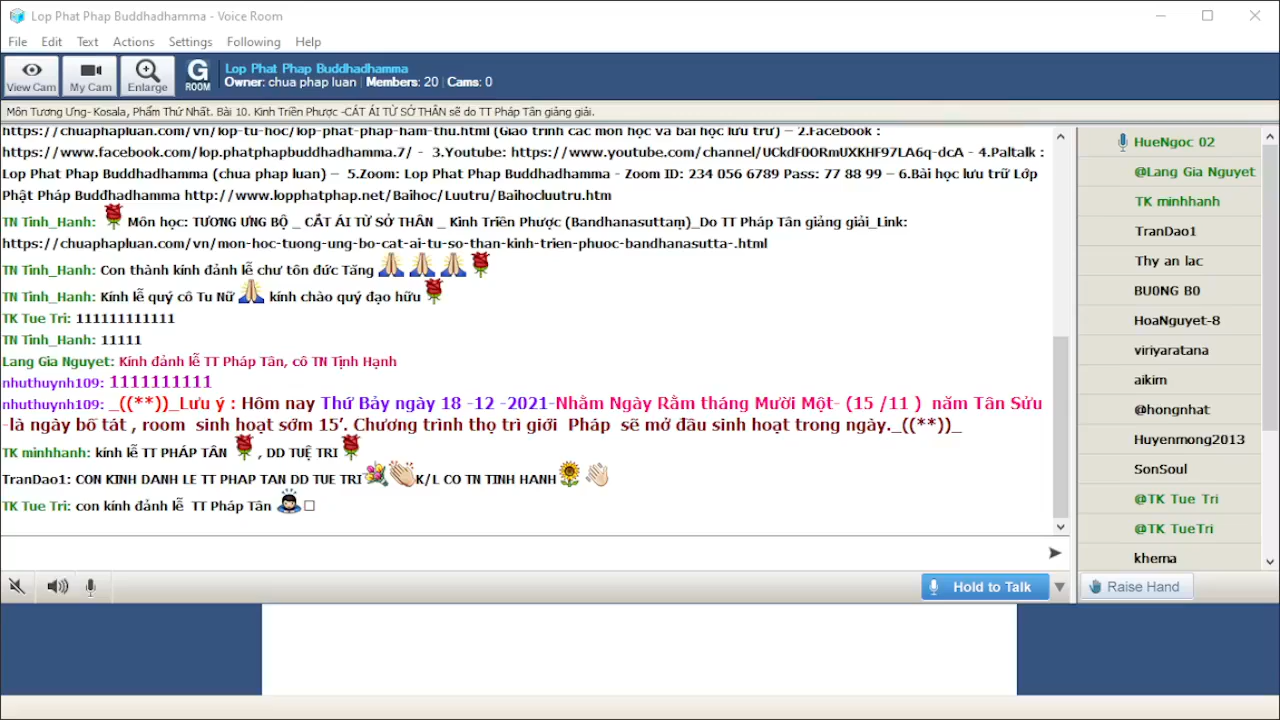 Lop Phat Phap Buddhadhamma - Voice Room
File Edit Text Actions Settings Following Help
View Cam My Cam Enlarge G ROOM
Lop Phat Phap Buddhadhamma
Owner: chua phap luan | Members: 20 | Cams: 0
Môn Tương Ưng- Kosala, Phẩm Thứ Nhất. Bài 10. Kinh Triền Phược -CẮT ÁI TỪ SỞ THÂN sẽ do TT Pháp Tân giảng giải.
https://chuaphapluan.com/vn/lop-tu-hoc/lop-phat-phap-ham-thu.html (Giáo trình các môn học và bài học lưu trữ) – 2.Facebook :
https://www.facebook.com/lop.phatphapbuddhadhamma.7/ - 3.Youtube: https://www.youtube.com/channel/UCkdF0ORmUXKHF97LA6q-dcA - 4.Paltalk :
Lop Phat Phap Buddhadhamma (chua phap luan) – 5.Zoom: Lop Phat Phap Buddhadhamma - Zoom ID: 234 056 6789 Pass: 77 88 99 – 6.Bài học lưu trữ Lớp
Phật Pháp Buddhadhamma http://www.lopphatphap.net/Baihoc/Luutru/Baihocluutru.htm
TN Tinh_Hanh: Môn học: TƯƠNG ƯNG BỘ _ CẮT ÁI TỪ SỞ THÂN _ Kinh Triền Phược (Bandhanasuttaṃ)_Do TT Pháp Tân giảng giải_Link:
https://chuaphapluan.com/vn/mon-hoc-tuong-ung-bo-cat-ai-tu-so-than-kinh-trien-phuoc-bandhanasutta-.html
TN Tinh_Hanh: Con thành kính đảnh lễ chư tôn đức Tăng
TN Tinh_Hanh: Kính lễ quý cô Tu Nữ kính chào quý đạo hữu
TK Tue Tri: 111111111111
TN Tinh_Hanh: 11111
Lang Gia Nguyet: Kính đảnh lễ TT Pháp Tân, cô TN Tịnh Hạnh
nhuthuynh109: 1111111111
nhuthuynh109: _((**))_Lưu ý : Hôm nay Thứ Bảy ngày 18 -12 -2021-Nhằm Ngày Rằm tháng Mười Một- (15 /11 ) năm Tân Sửu
-là ngày bố tát , room sinh hoạt sớm 15’. Chương trình thọ trì giới Pháp sẽ mở đầu sinh hoạt trong ngày._((**))_
TK minhhanh: kính lễ TT PHÁP TÂN , DD TUỆ TRI
TranDao1: CON KINH DANH LE TT PHAP TAN DD TUE TRI K/L CO TN TINH HANH
TK Tue Tri: con kính đảnh lễ TT Pháp Tân
HueNgoc 02
@Lang Gia Nguyet
TK minhhanh
TranDao1
Thy an lac
BU0NG B0
HoaNguyet-8
viriyaratana
aikim
@hongnhat
Huyenmong2013
SonSoul
@TK Tue Tri
@TK TueTri
khema
Hold to Talk
Raise Hand